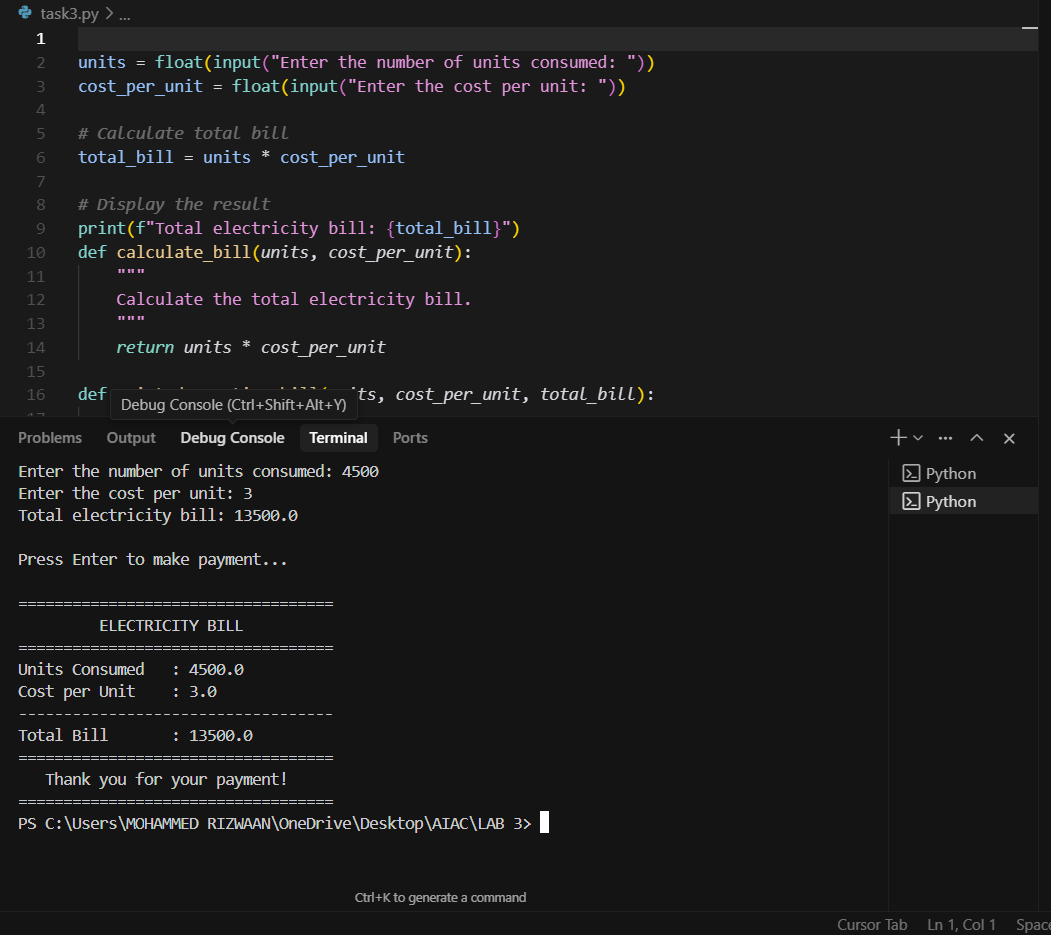 task3.py > ...
1
2 units = float(input("Enter the number of units consumed: "))
3 cost_per_unit = float(input("Enter the cost per unit: "))
4
5 # Calculate total bill
6 total_bill = units * cost_per_unit
7
8 # Display the result
9 print(f"Total electricity bill: {total_bill}")
10 def calculate_bill(units, cost_per_unit):
11 """
12 Calculate the total electricity bill.
13 """
14 return units * cost_per_unit
15
16 def cost_per_unit, total_bill):
Debug Console (Ctrl+Shift+Alt+Y)
Problems Output Debug Console Terminal Ports
Enter the number of units consumed: 4500
Enter the cost per unit: 3
Total electricity bill: 13500.0
Press Enter to make payment...
===================================
ELECTRICITY BILL
===================================
Units Consumed : 4500.0
Cost per Unit : 3.0
-----------------------------------
Total Bill : 13500.0
===================================
Thank you for your payment!
===================================
PS C:\Users\MOHAMMED RIZWAAN\OneDrive\Desktop\AIAC\LAB 3>
Python
Python
Ctrl+K to generate a command
Cursor Tab Ln 1, Col 1